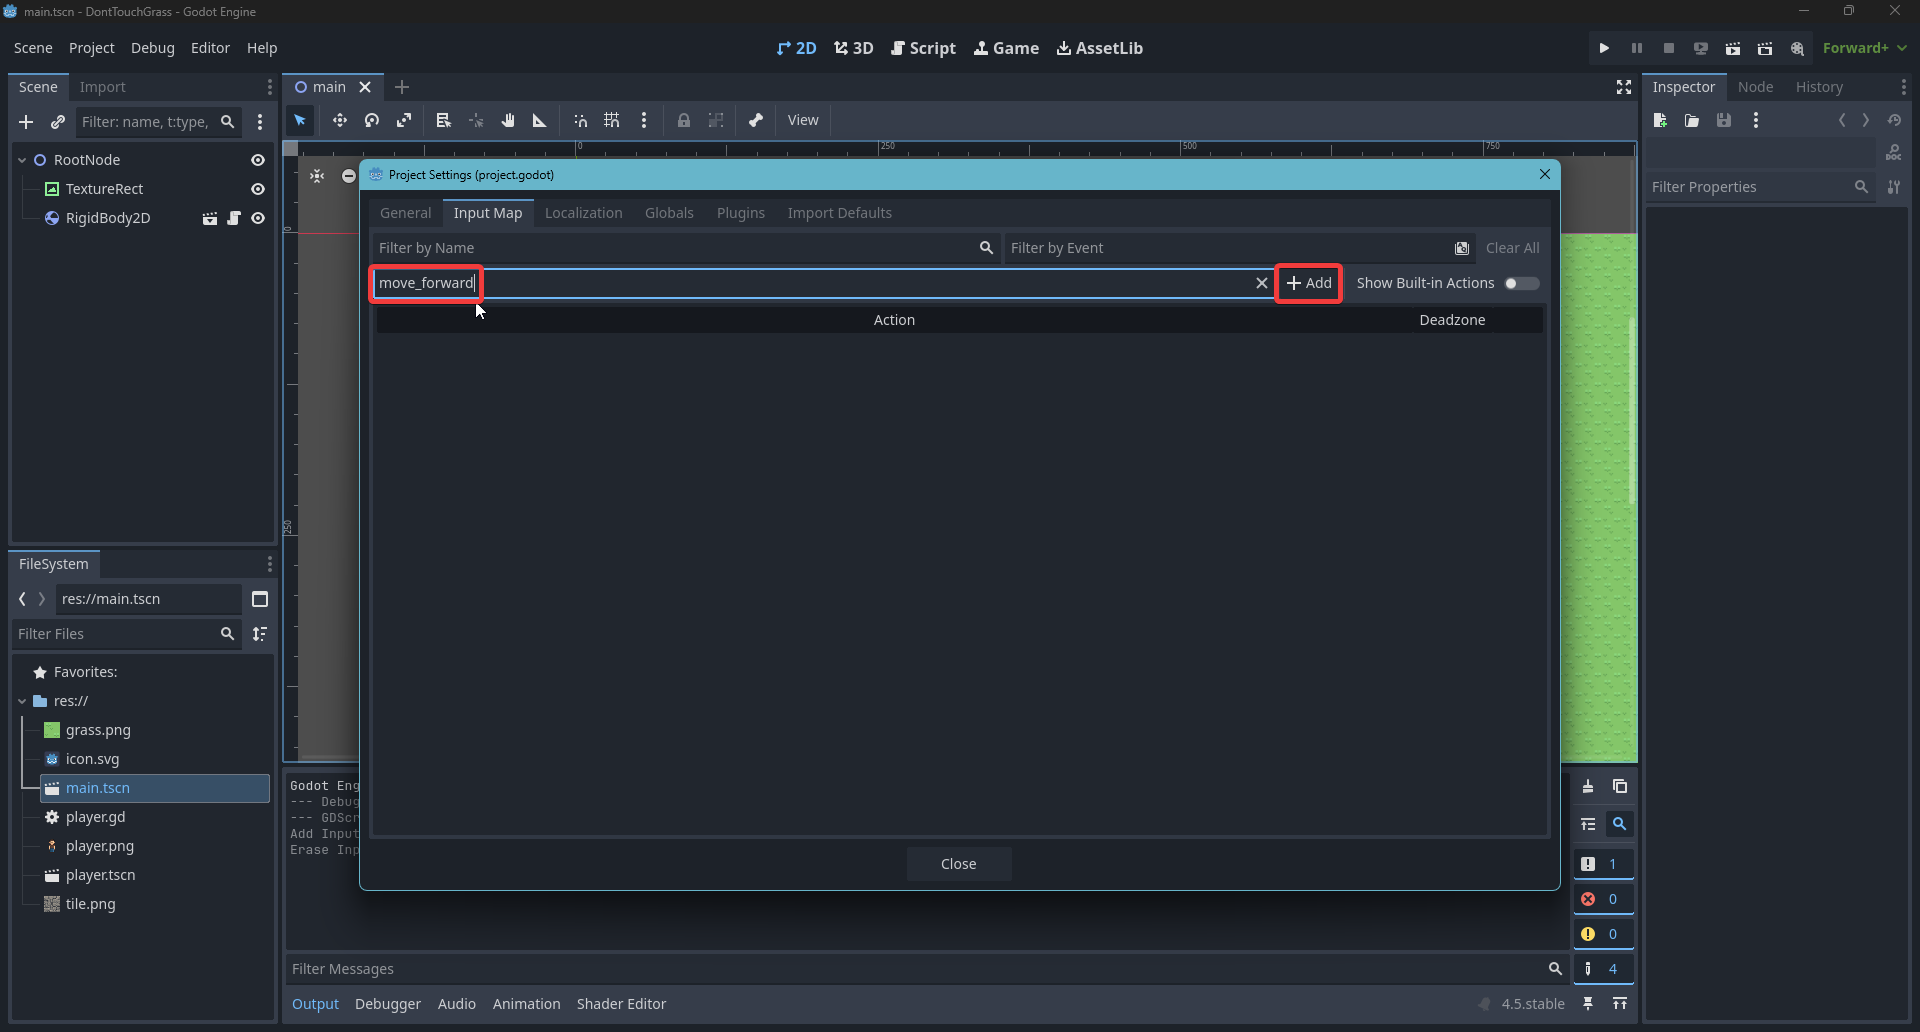 main.tscn - DontTouchGrass - Godot Engine
Scene Project Debug Editor Help
2D 3D Script Game AssetLib
Forward+
Scene Import
main
Inspector Node History
Filter: name, t:type,
View
RootNode
TextureRect
RigidBody2D
0 250 500 750
0
250
DOC
Filter Properties
Project Settings (project.godot)
General Input Map Localization Globals Plugins Import Defaults
Filter by Name
Filter by Event
Clear All
move_forward
Add
Show Built-in Actions
Action Deadzone
Close
FileSystem
res://main.tscn
Filter Files
Favorites:
res://
grass.png
icon.svg
main.tscn
player.gd
player.png
player.tscn
tile.png
Godot Eng
--- Debug
--- GDScr
Add Input
Erase Inp
1
0
0
4
Filter Messages
Output Debugger Audio Animation Shader Editor
4.5.stable